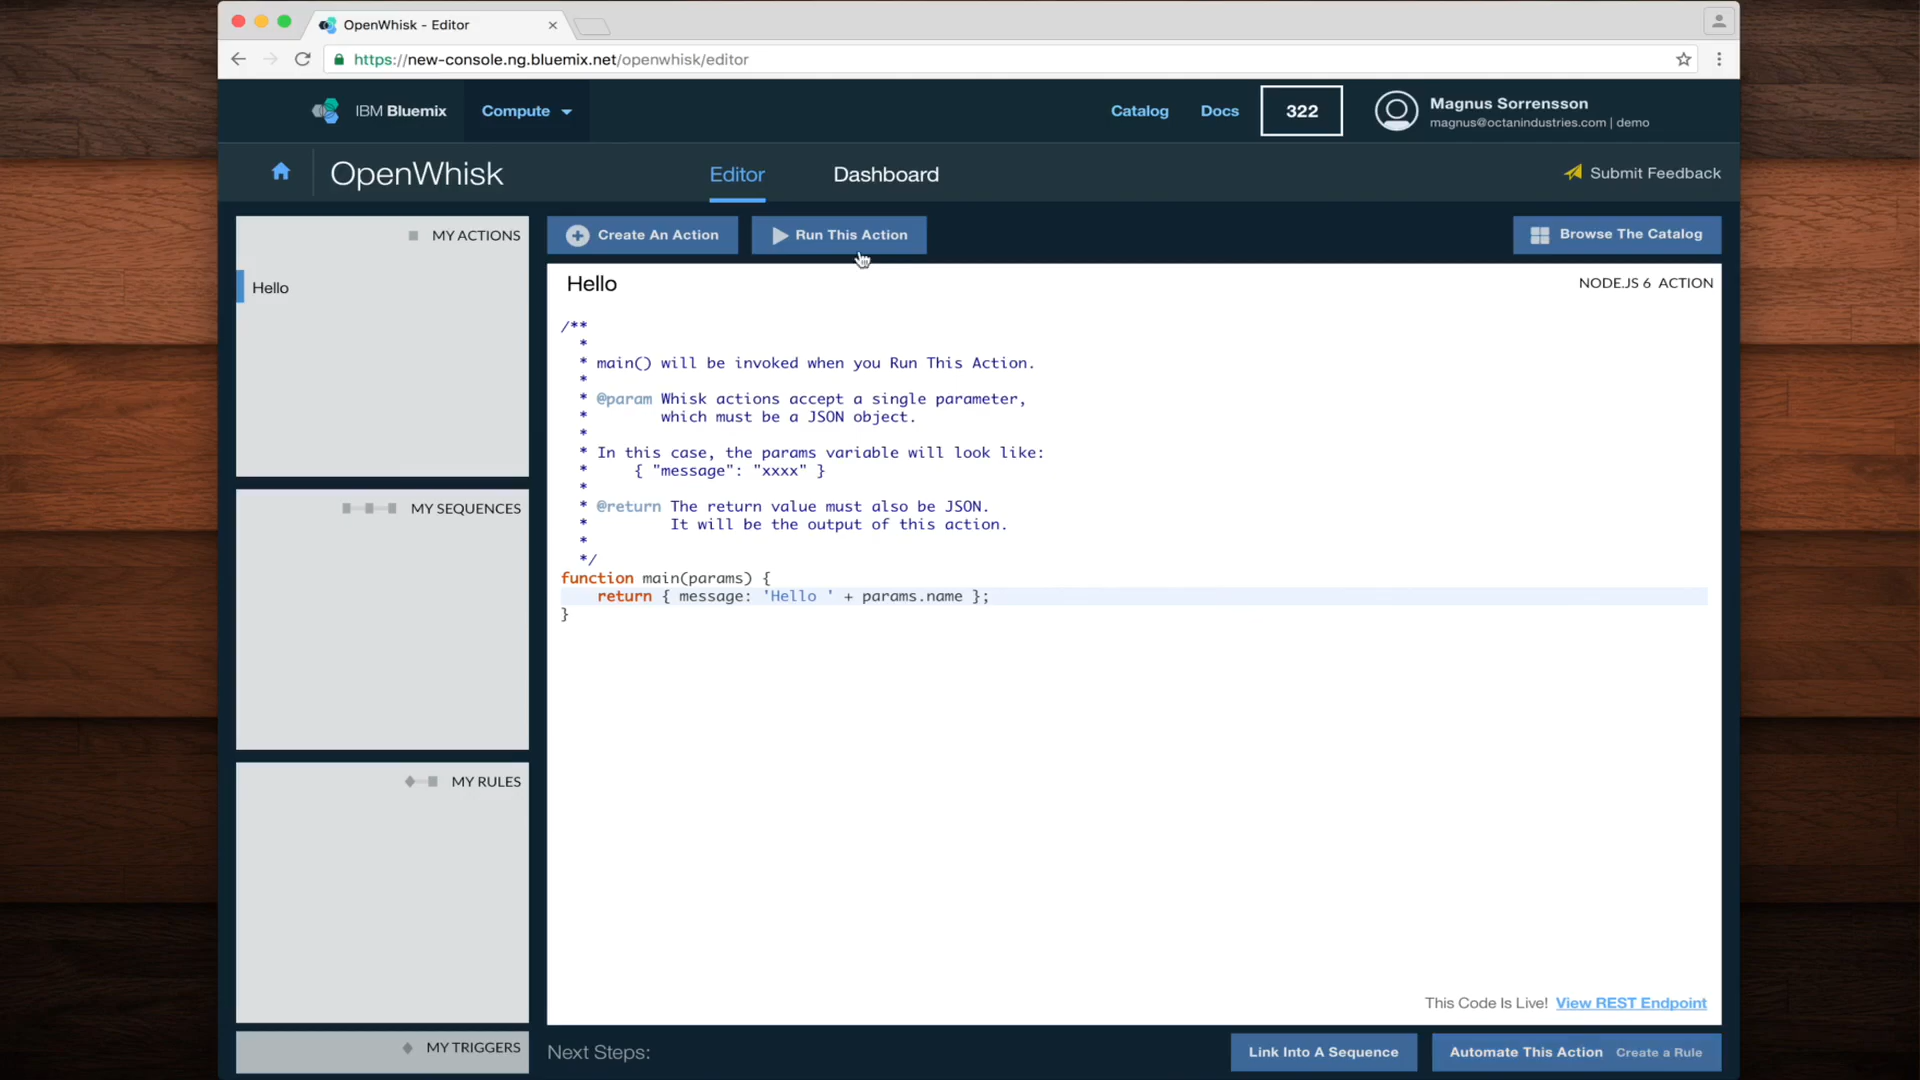 OpenWhisk - Editor
https://new-console.ng.bluemix.net/openwhisk/editor
IBM Bluemix
Compute
Catalog
Docs
322
Magnus Sorrensson
magnus@octanindustries.com | demo
OpenWhisk
Editor
Dashboard
Submit Feedback
MY ACTIONS
Hello
MY SEQUENCES
MY RULES
MY TRIGGERS
Create An Action
Run This Action
Browse The Catalog
Hello
NODE.JS 6 ACTION
/**
*
* main() will be invoked when you Run This Action.
*
* @param Whisk actions accept a single parameter,
* which must be a JSON object.
*
* In this case, the params variable will look like:
* { "message": "xxxx" }
*
* @return The return value must also be JSON.
* It will be the output of this action.
*
*/
function main(params) {
return { message: 'Hello ' + params.name };
}
This Code Is Live! View REST Endpoint
Next Steps:
Link Into A Sequence
Automate This Action Create a Rule